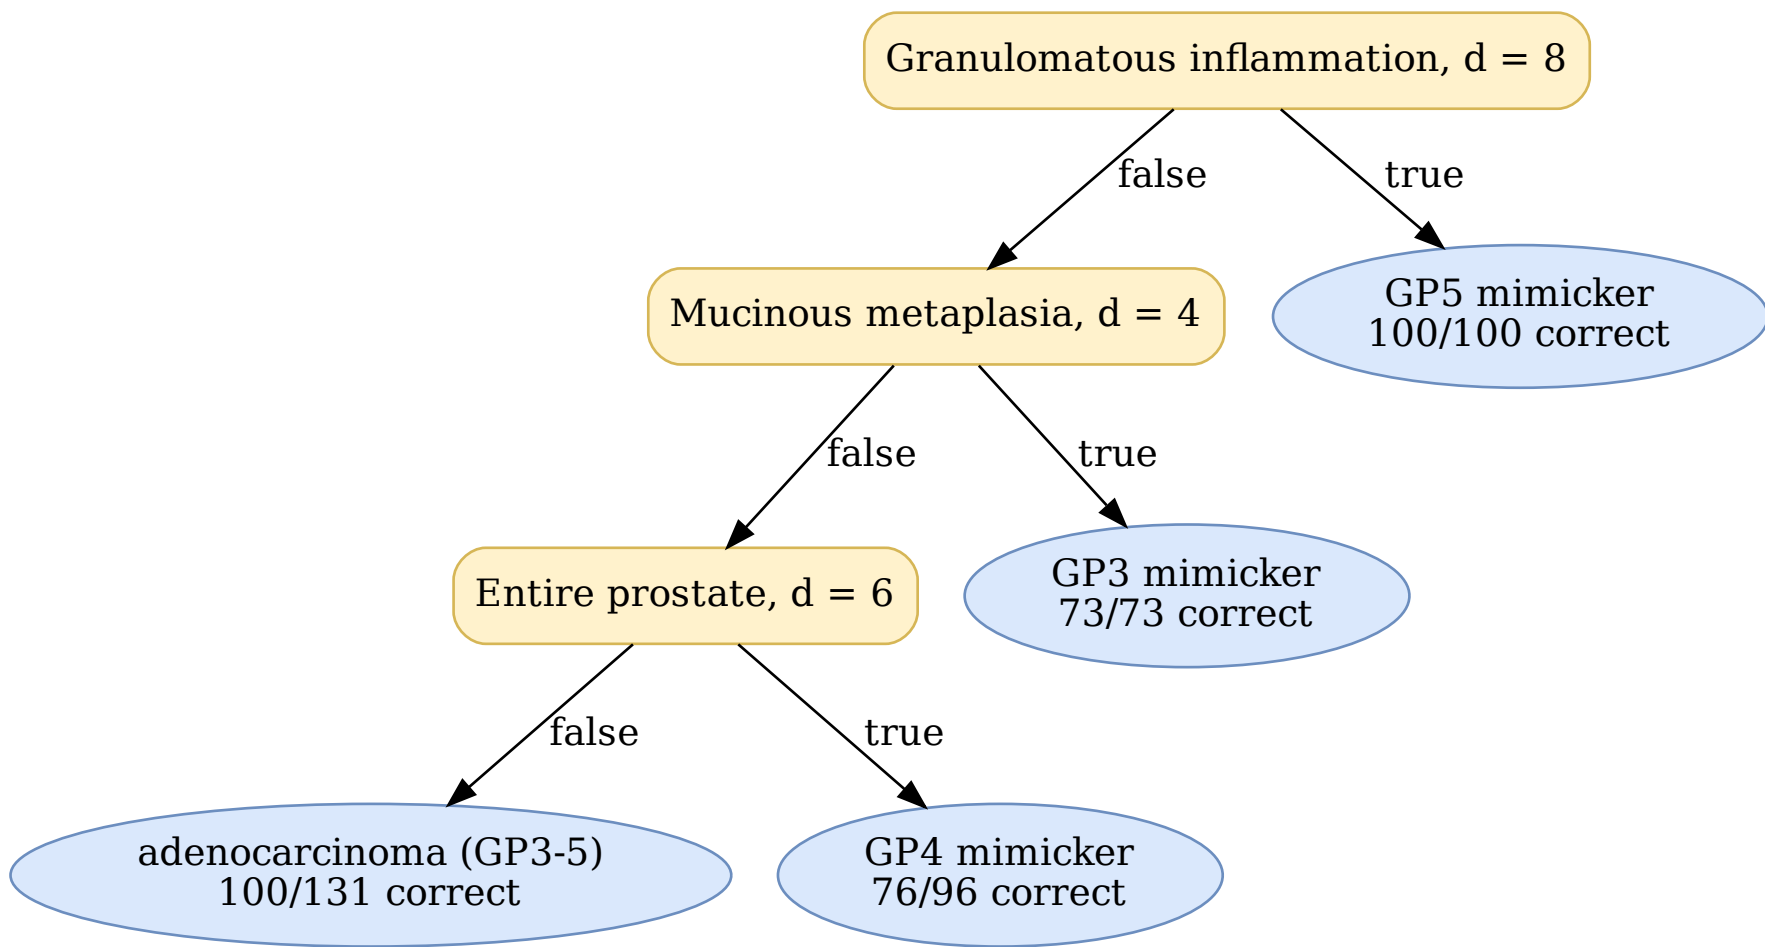 Granulomatous inflammation, d = 8
false
true
Mucinous metaplasia, d = 4
GP5 mimicker
100/100 correct
false
true
Entire prostate, d = 6
GP3 mimicker
73/73 correct
false
true
adenocarcinoma (GP3-5)
100/131 correct
GP4 mimicker
76/96 correct